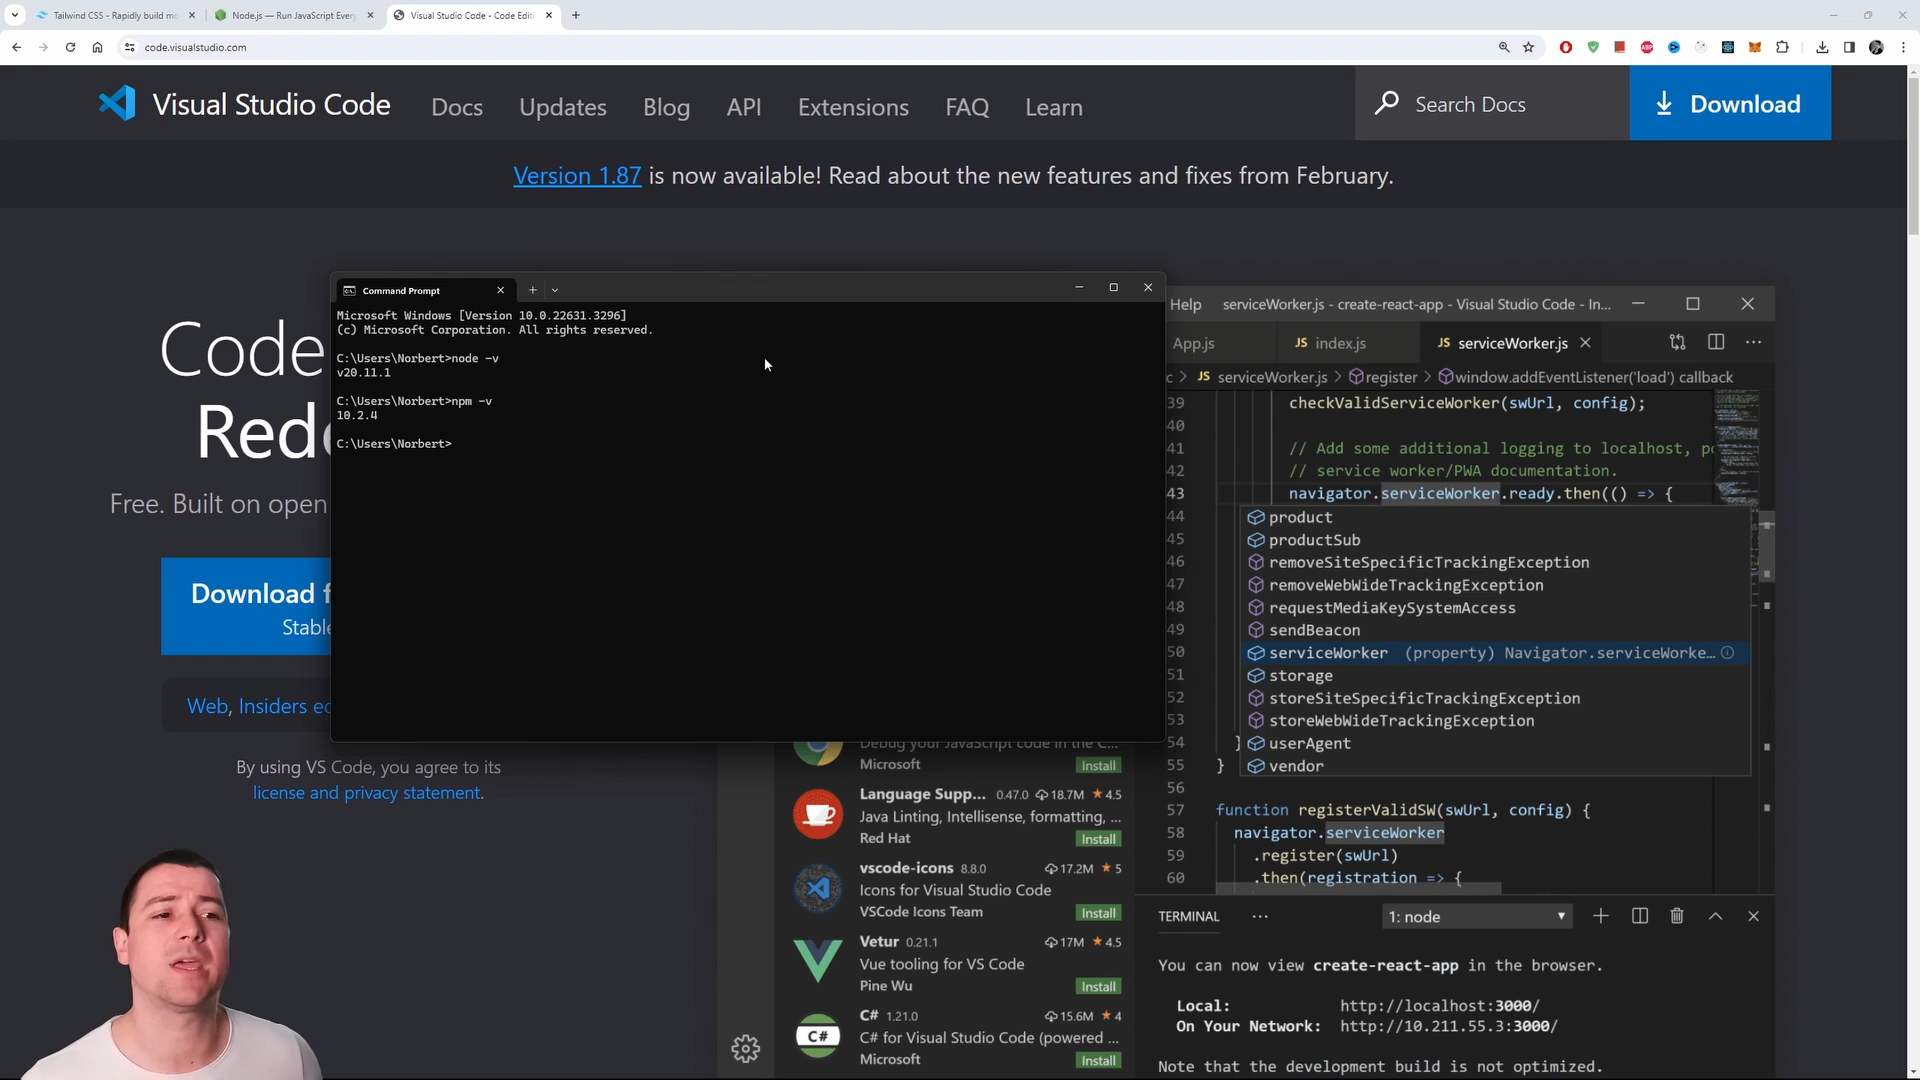 Tailwind CSS - Rapidly build mo
Node.js — Run JavaScript Every
Visual Studio Code - Code Edit
code.visualstudio.com
ABP
Visual Studio Code
Docs
Updates
Blog
API
Extensions
FAQ
Learn
Search Docs
Download
Version 1.87 is now available! Read about the new features and fixes from February.
Code
Free. Built on open
Download
Stable
Web, Insiders
By using VS Code, you agree to its
license and privacy statement.
Command Prompt
Microsoft Windows [Version 10.0.22631.3296]
(c) Microsoft Corporation. All rights reserved.
C:\Users\Norbert>node -v
v20.11.1
C:\Users\Norbert>npm -v
10.2.4
C:\Users\Norbert>
Help
serviceWorker.js - create-react-app - Visual Studio Code - In...
App.js
JS index.js
JS serviceWorker.js
c > JS serviceWorker.js > register > window.addEventListener('load') callback
39 checkValidServiceWorker(swUrl, config);
40
41 // Add some additional logging to localhost, p
42 // service worker/PWA documentation.
43 navigator.serviceWorker.ready.then(() => {
44 product
45 productSub
46 removeSiteSpecificTrackingException
47 removeWebWideTrackingException
48 requestMediaKeySystemAccess
49 sendBeacon
50 serviceWorker (property) Navigator.serviceWorke...
51 storage
52 storeSiteSpecificTrackingException
53 storeWebWideTrackingException
54 } userAgent
55 } vendor
56
57 function registerValidSW(swUrl, config) {
58 navigator.serviceWorker
59 .register(swUrl)
60 .then(registration => {
Debug your JavaScript code in the C...
Microsoft
Install
Language Supp... 0.47.0 18.7M 4.5
Java Linting, Intellisense, formatting, ...
Red Hat
Install
vscode-icons 8.8.0 17.2M 5
Icons for Visual Studio Code
VSCode Icons Team
Install
Vetur 0.21.1 17M 4.5
Vue tooling for VS Code
Pine Wu
Install
C# 1.21.0 15.6M 4
C# for Visual Studio Code (powered ...
Microsoft
Install
C#
TERMINAL
...
1: node
You can now view create-react-app in the browser.
Local: http://localhost:3000/
On Your Network: http://10.211.55.3:3000/
Note that the development build is not optimized.